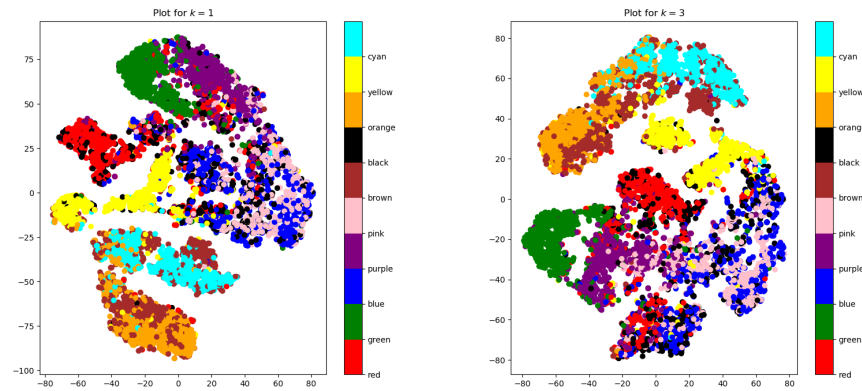 Plot for k = 1
75
50
25
0
−25
−50
−75
−100
−80
−60
−40
−20
0
20
40
60
80
cyan
yellow
orange
black
brown
pink
purple
blue
green
red
Plot for k = 3
80
60
40
20
0
−20
−40
−60
−80
−80
−60
−40
−20
0
20
40
60
80
cyan
yellow
orange
black
brown
pink
purple
blue
green
red